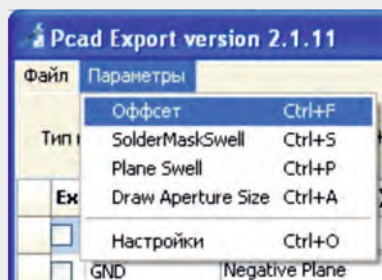 Pcad Export version 2.1.11
Файл Параметры
Оффсет Ctrl+F
Тип
SolderMaskSwell Ctrl+S
Plane Swell Ctrl+P
Ex Draw Aperture Size Ctrl+A
Настройки Ctrl+O
GND Negative Plane